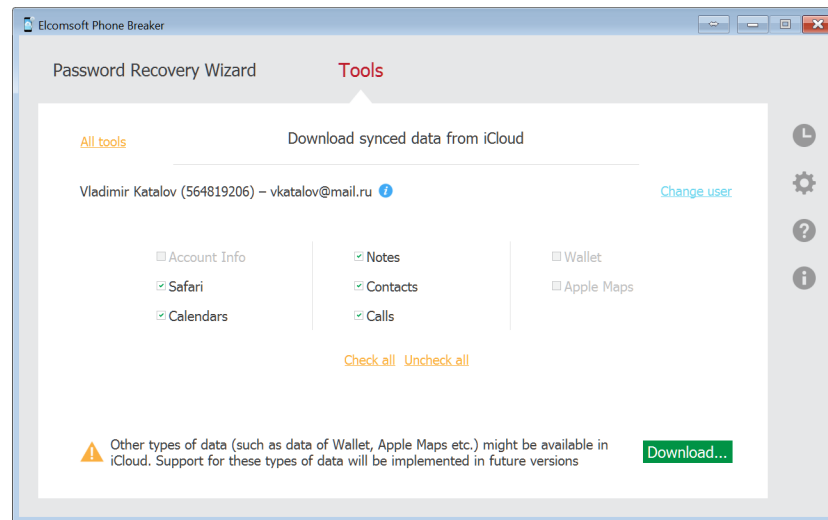 Elcomsoft Phone Breaker
Password Recovery Wizard
Tools
All tools
Download synced data from iCloud
Vladimir Katalov (564819206) – vkatalov@mail.ru
Change user
Account Info
Safari
Calendars
Notes
Contacts
Calls
Wallet
Apple Maps
Check all Uncheck all
Other types of data (such as data of Wallet, Apple Maps etc.) might be available in
iCloud. Support for these types of data will be implemented in future versions
Download...